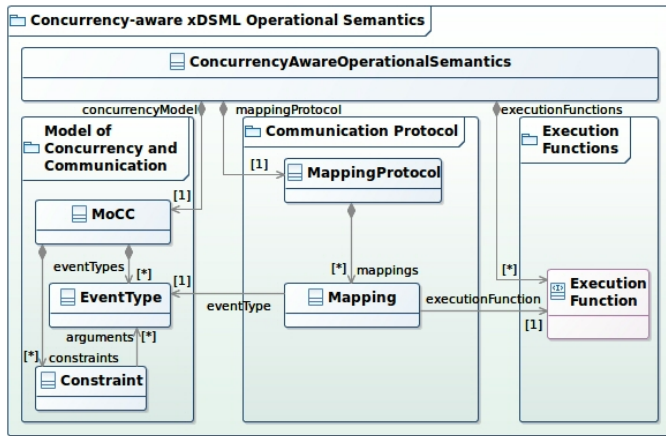 Concurrency-aware xDSML Operational Semantics
ConcurrencyAwareOperationalSemantics
concurrencyModel
mappingProtocol
executionFunctions
Model of
Concurrency and
Communication
Communication Protocol
Execution
Functions
[1]
MappingProtocol
[1]
MoCC
eventTypes
[*]
[*]
mappings
[*]
EventType
[1]
eventType
Mapping
executionFunction
Execution
Function
[1]
arguments
[*]
[*]
constraints
Constraint